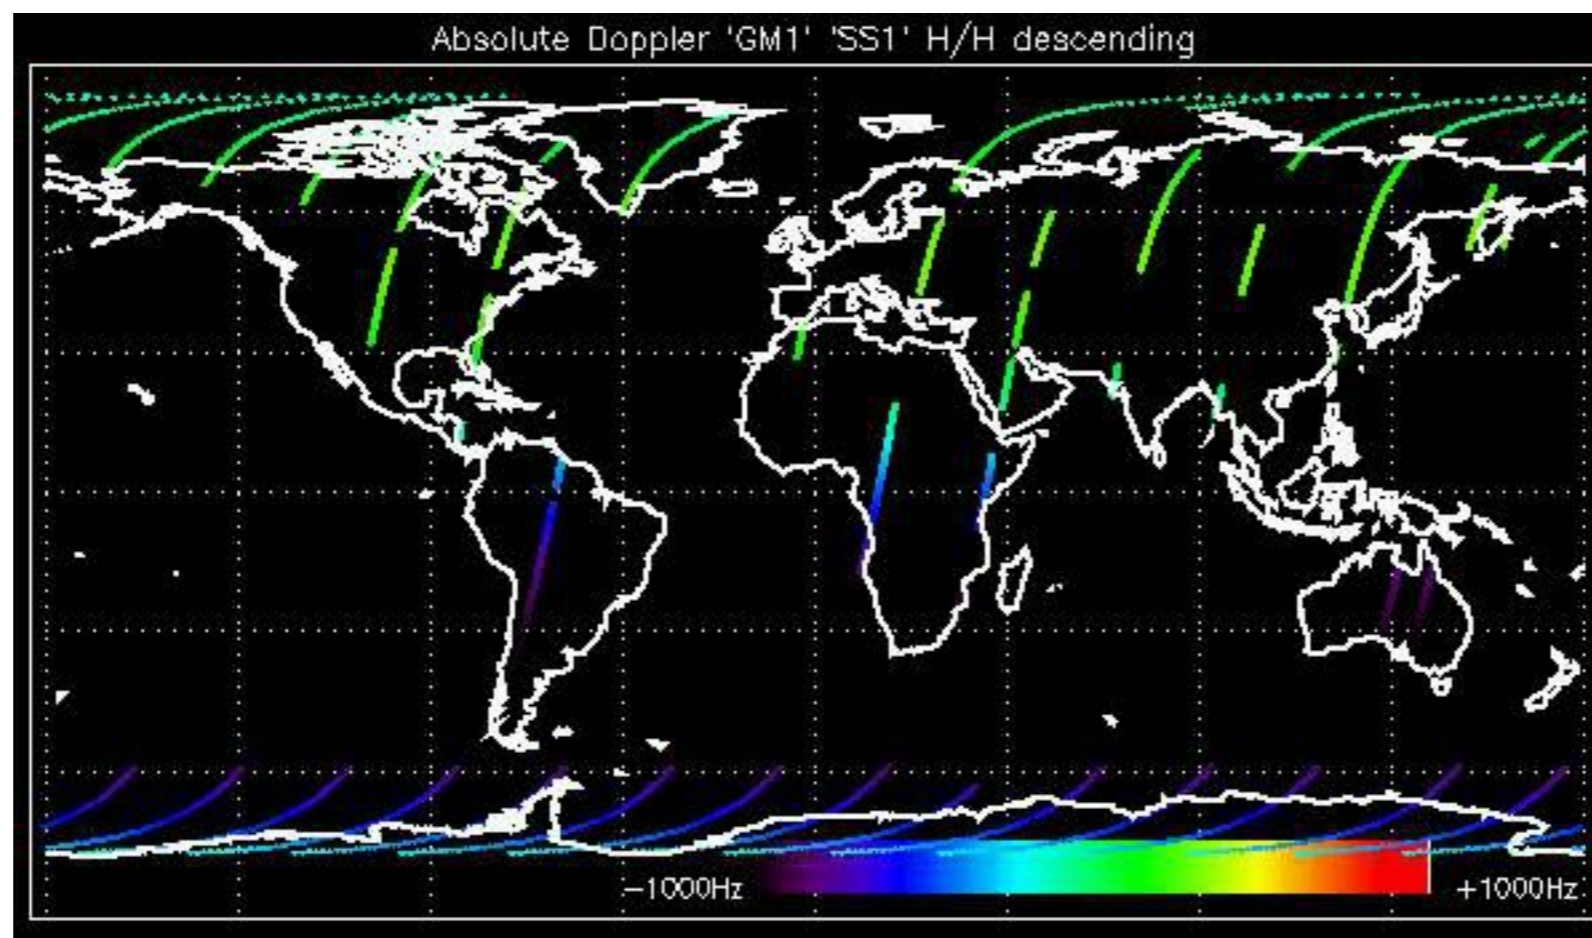 Absolute Doppler 'GM1' 'SS1' H/H descending
-1000Hz +1000Hz